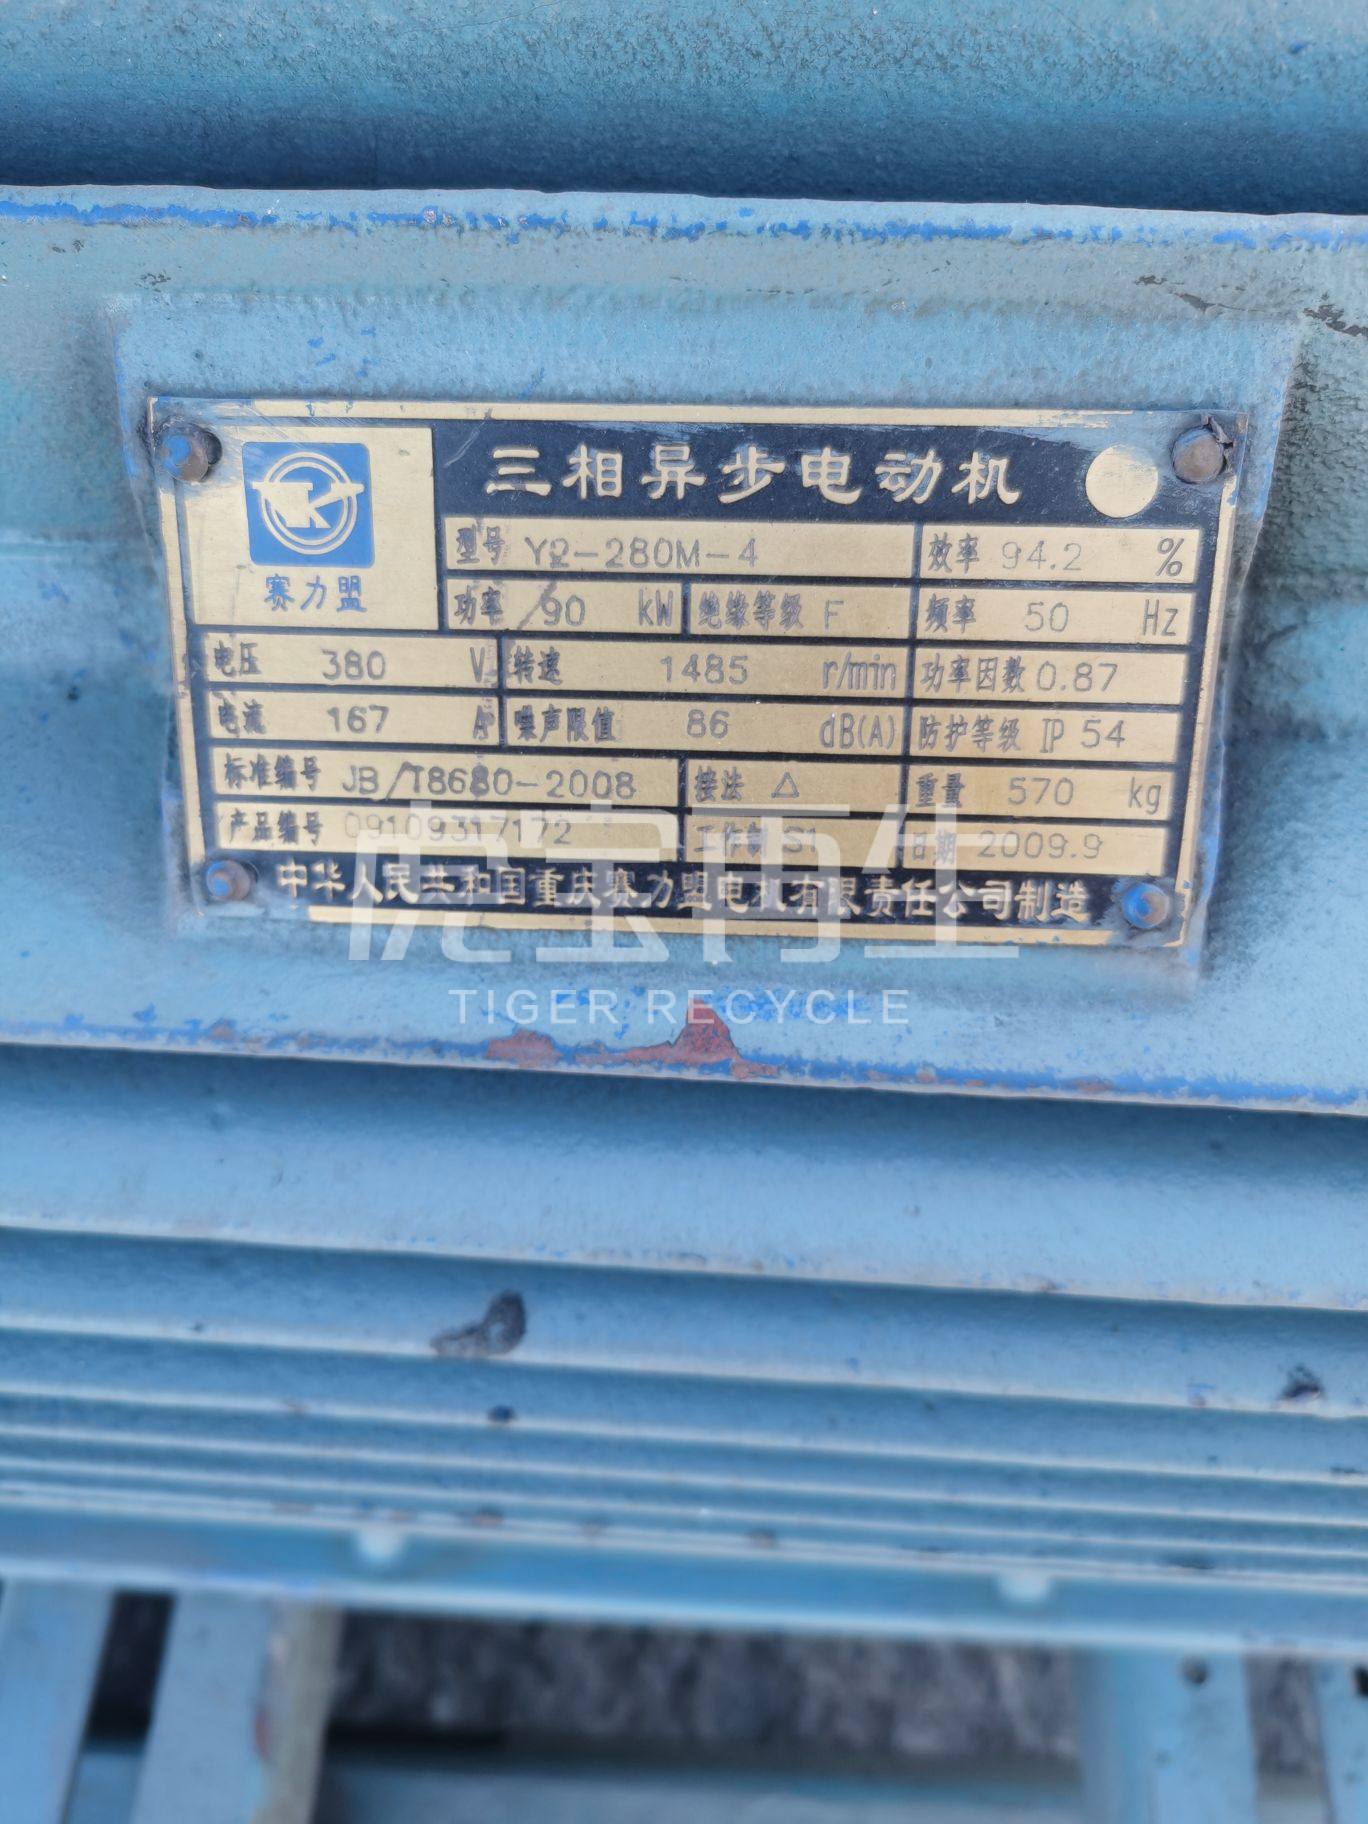 三相异步电动机
赛力盟
型号 Y2-280M-4 效率 94.2 %
功率 90 kW 绝缘等级 F 频率 50 Hz
电压 380 V 转速 1485 r/min 功率因数 0.87
电流 167 A 噪声限值 86 dB(A) 防护等级 IP 54
标准编号 JB/T8680-2008 接法 △ 重量 570 kg
产品编号 09109317172 工作制 S1 日期 2009.9
中华人民共和国重庆赛力盟电机有限责任公司制造
虎宝再生
TIGER RECYCLE